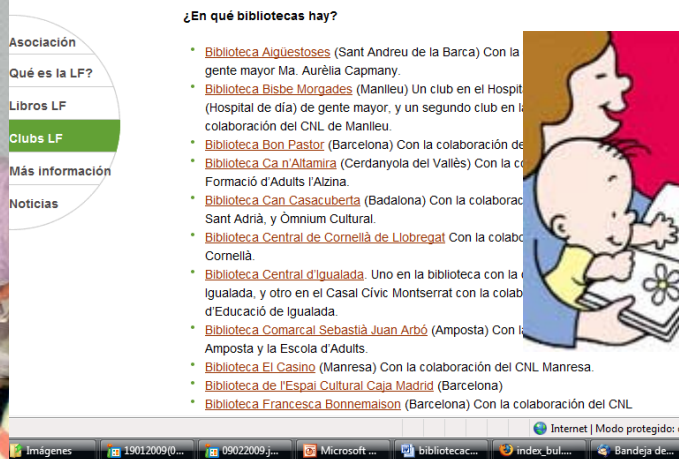 ¿En qué bibliotecas hay?
Asociación
Qué es la LF?
Libros LF
Clubs LF
Más información
Noticias
Biblioteca Aigüestoses (Sant Andreu de la Barca) Con la
gente mayor Ma. Aurèlia Capmany.
Biblioteca Bisbe Morgades (Manlleu) Un club en el Hospit
(Hospital de día) de gente mayor, y un segundo club en la
colaboración del CNL de Manlleu.
Biblioteca Bon Pastor (Barcelona) Con la colaboración de
Biblioteca Ca n'Altamira (Cerdanyola del Vallès) Con la co
Formació d'Adults l'Alzina.
Biblioteca Can Casacuberta (Badalona) Con la colaborac
Sant Adrià, y Òmnium Cultural.
Biblioteca Central de Cornellà de Llobregat Con la colabo
Cornellà.
Biblioteca Central d'Igualada. Uno en la biblioteca con la
Igualada, y otro en el Casal Cívic Montserrat con la colab
d'Educació de Igualada.
Biblioteca Comarcal Sebastià Juan Arbó (Amposta) Con
Amposta y la Escola d'Adults.
Biblioteca El Casino (Manresa) Con la colaboración del CNL Manresa.
Biblioteca de l'Espai Cultural Caja Madrid (Barcelona)
Biblioteca Francesca Bonnemaison (Barcelona) Con la colaboración del CNL
Internet | Modo protegido:
Imágenes
19012009(0...
09022009.j...
Microsoft ...
bibliotecac...
index_bul....
Bandeja de...